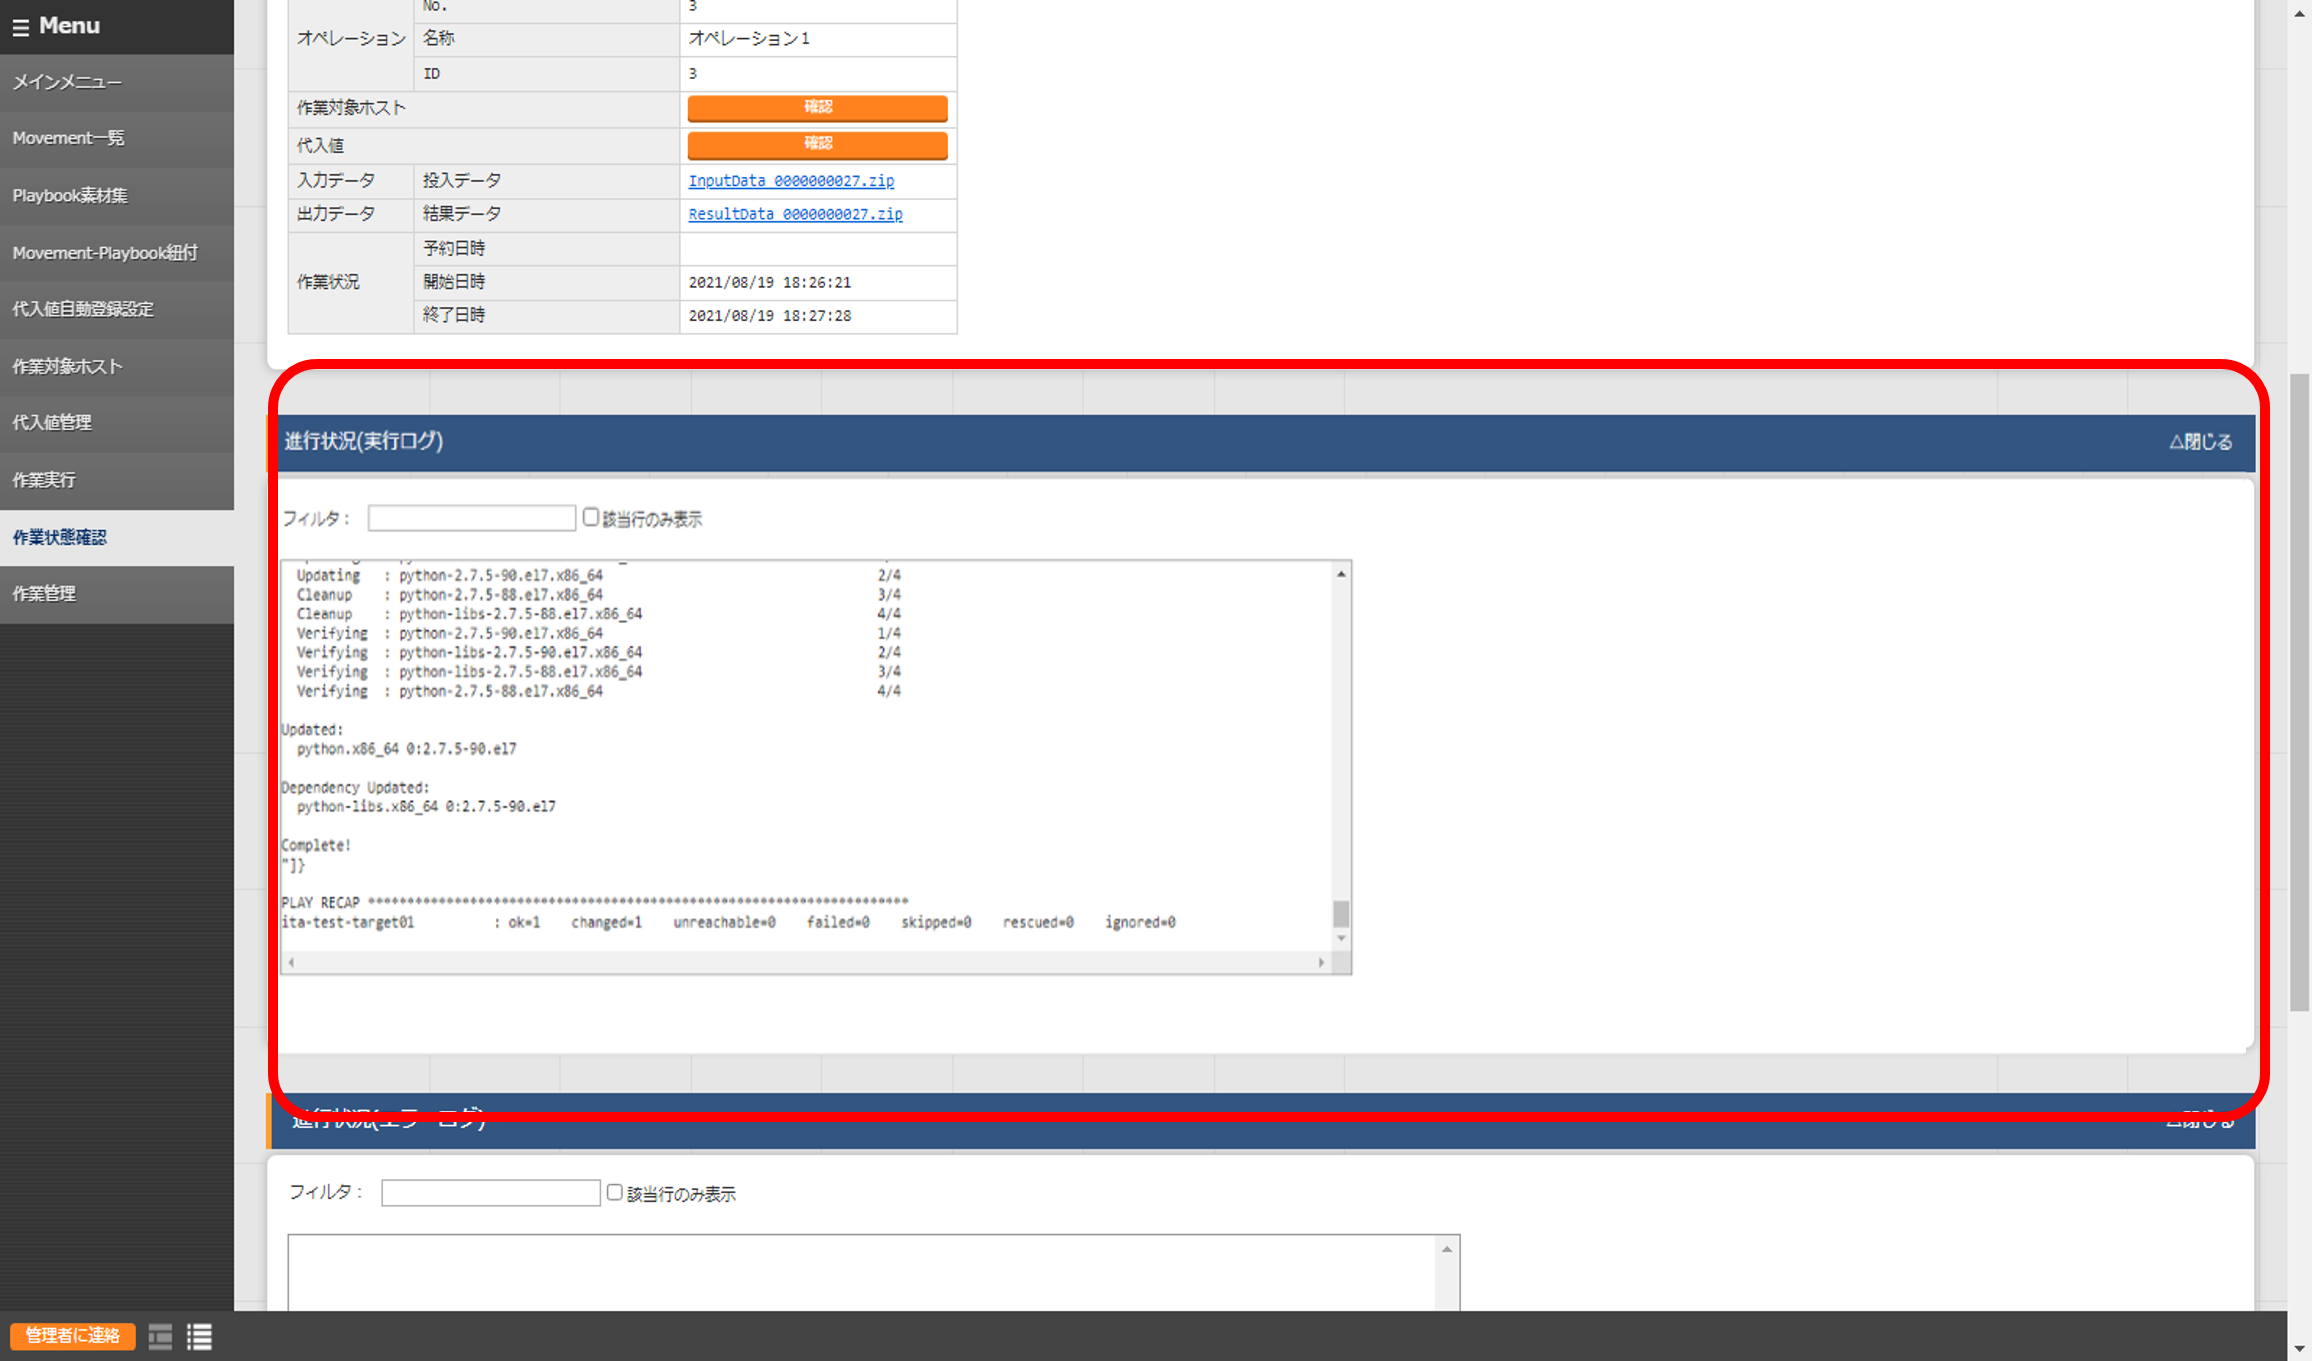 Menu
メインメニュー
Movement一覧
Playbook素材集
Movement-Playbook紐付
代入値自動登録設定
作業対象ホスト
代入値管理
作業実行
作業状態確認
作業管理
管理者に連絡
No. 3
オペレーション 名称 オペレーション1
ID 3
作業対象ホスト 確認
代入値 確認
入力データ 投入データ InputData_0000000027.zip
出力データ 結果データ ResultData_0000000027.zip
予約日時
作業状況 開始日時 2021/08/19 18:26:21
終了日時 2021/08/19 18:27:28
進行状況(実行ログ) △閉じる
フィルタ： 該当行のみ表示
Updating : python-2.7.5-90.el7.x86_64 2/4
Cleanup : python-2.7.5-88.el7.x86_64 3/4
Cleanup : python-libs-2.7.5-88.el7.x86_64 4/4
Verifying : python-2.7.5-90.el7.x86_64 1/4
Verifying : python-libs-2.7.5-90.el7.x86_64 2/4
Verifying : python-libs-2.7.5-88.el7.x86_64 3/4
Verifying : python-2.7.5-88.el7.x86_64 4/4
Updated:
python.x86_64 0:2.7.5-90.el7
Dependency Updated:
python-libs.x86_64 0:2.7.5-90.el7
Complete!
"]}
PLAY RECAP *********************************************************************
ita-test-target01 : ok=1 changed=1 unreachable=0 failed=0 skipped=0 rescued=0 ignored=0
進行状況(エラーログ) △閉じる
フィルタ： 該当行のみ表示